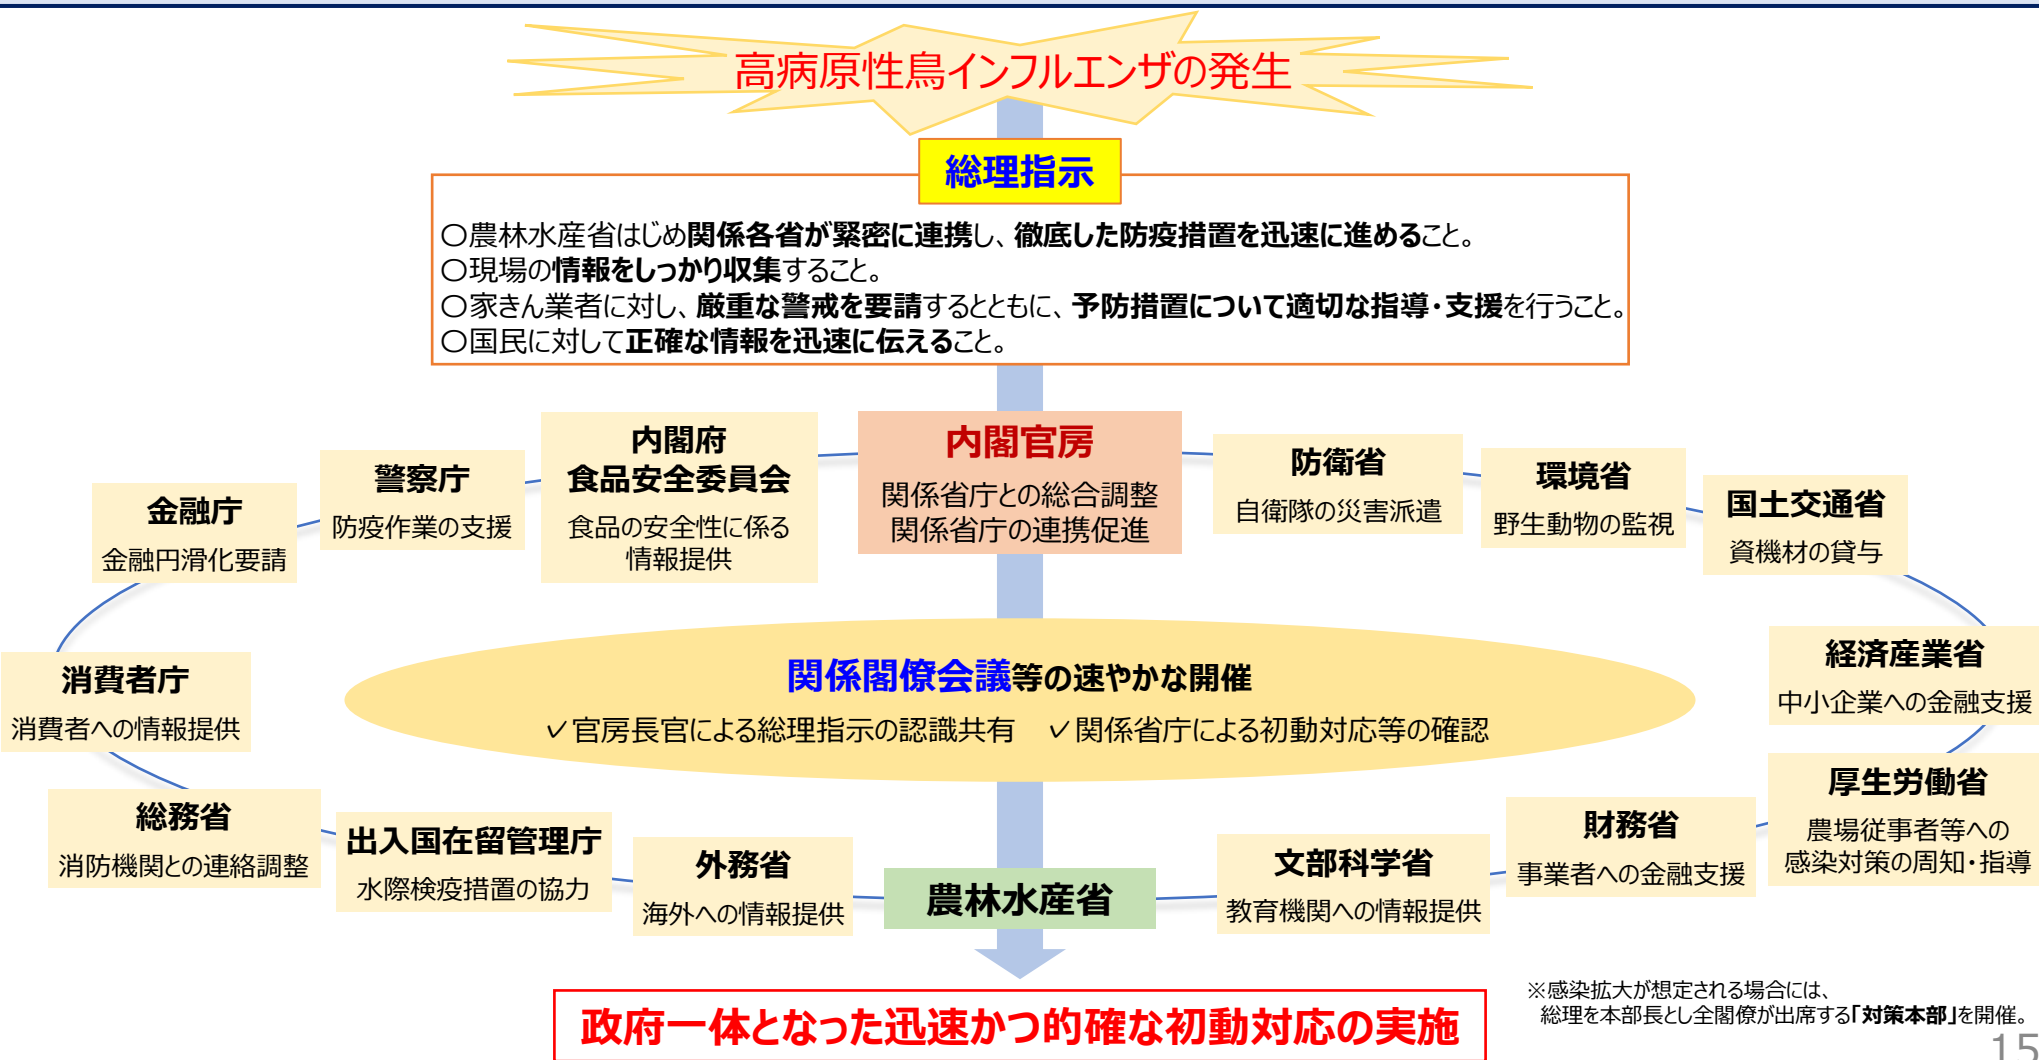 高病原性鳥インフルエンザの発生
総理指示
○農林水産省はじめ関係各省が緊密に連携し、徹底した防疫措置を迅速に進めること。
○現場の情報をしっかり収集すること。
○家きん業者に対し、厳重な警戒を要請するとともに、予防措置について適切な指導・支援を行うこと。
○国民に対して正確な情報を迅速に伝えること。
内閣官房
関係省庁との総合調整
関係省庁の連携促進
内閣府
食品安全委員会
食品の安全性に係る
情報提供
警察庁
防疫作業の支援
金融庁
金融円滑化要請
防衛省
自衛隊の災害派遣
環境省
野生動物の監視
国土交通省
資機材の貸与
消費者庁
消費者への情報提供
関係閣僚会議等の速やかな開催
✓官房長官による総理指示の認識共有 ✓関係省庁による初動対応等の確認
経済産業省
中小企業への金融支援
総務省
消防機関との連絡調整
出入国在留管理庁
水際検疫措置の協力
外務省
海外への情報提供
農林水産省
文部科学省
教育機関への情報提供
財務省
事業者への金融支援
厚生労働省
農場従事者等への
感染対策の周知・指導
政府一体となった迅速かつ的確な初動対応の実施
※感染拡大が想定される場合には、
総理を本部長とし全閣僚が出席する「対策本部」を開催。
15